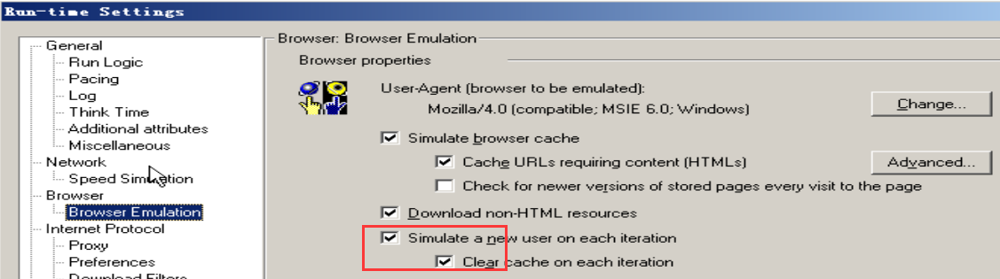 Run-time Settings
General
Run Logic
Pacing
Log
Think Time
Additional attributes
Miscellaneous
Network
Speed Simulation
Browser
Browser Emulation
Internet Protocol
Proxy
Preferences
Download Filters
Browser: Browser Emulation
Browser properties
User-Agent (browser to be emulated):
Mozilla/4.0 (compatible; MSIE 6.0; Windows)
Change...
Simulate browser cache
Cache URLs requiring content (HTMLs)
Advanced...
Check for newer versions of stored pages every visit to the page
Download non-HTML resources
Simulate a new user on each iteration
Clear cache on each iteration